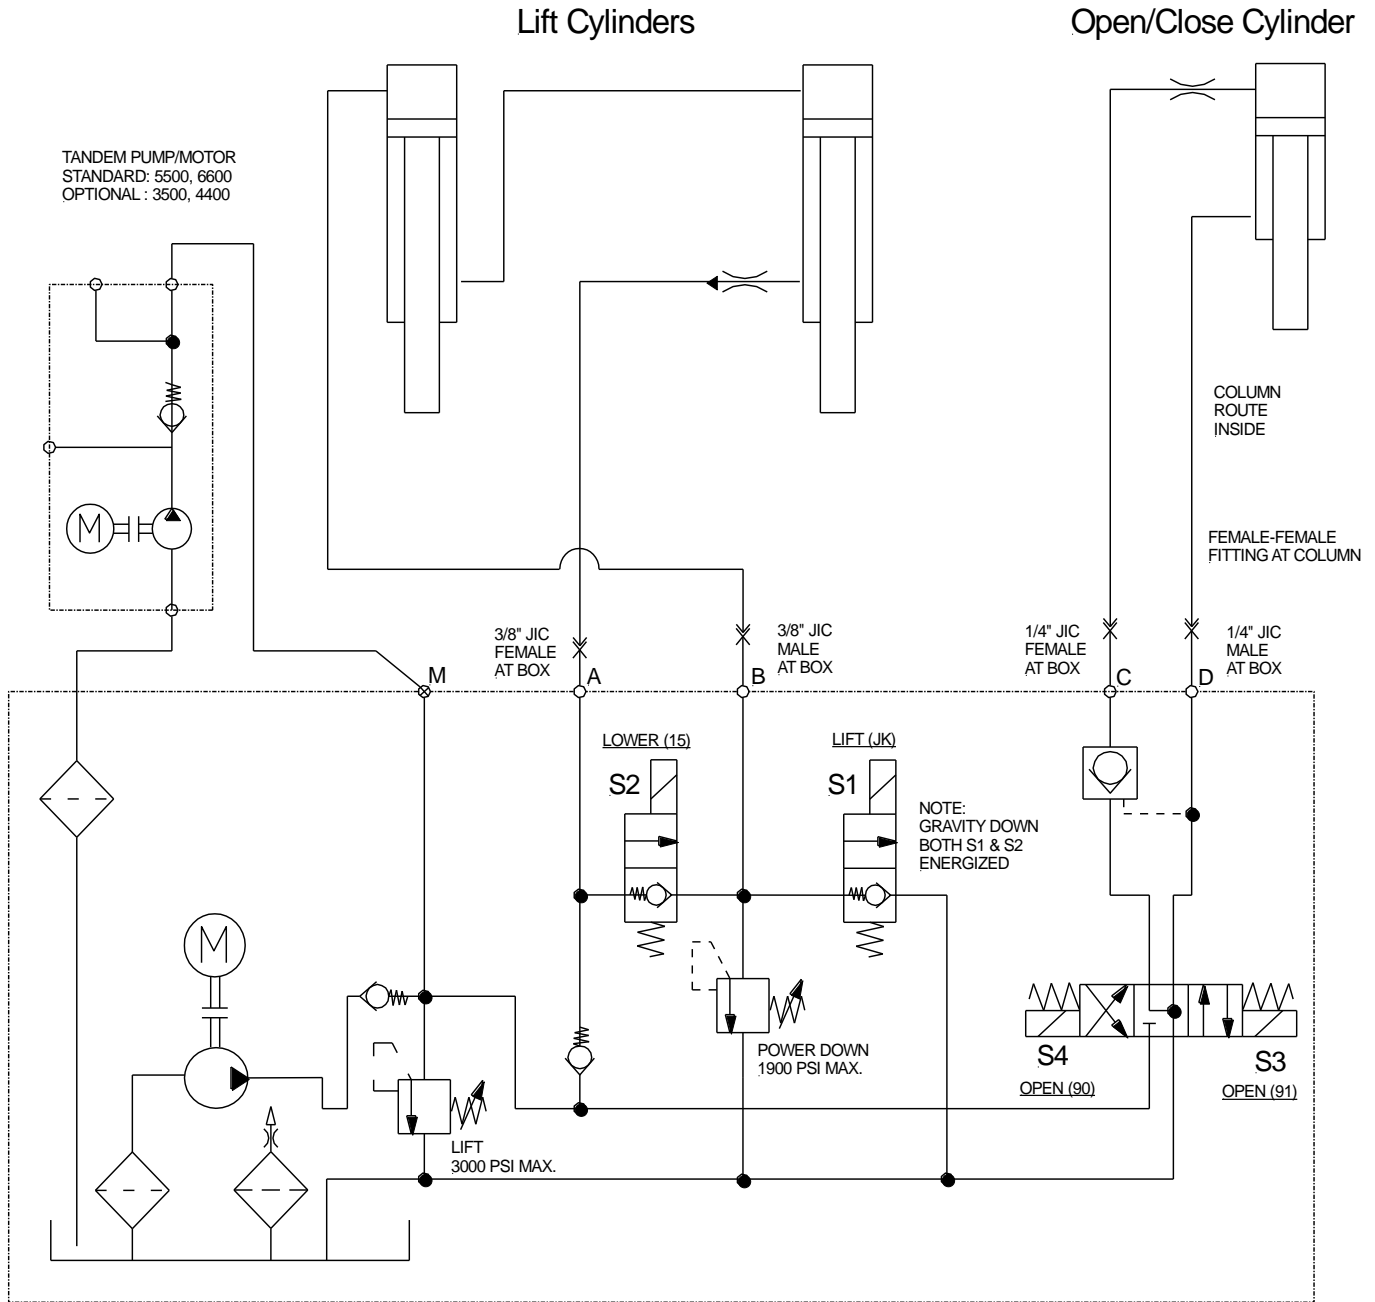 Lift Cylinders
Open/Close Cylinder
TANDEM PUMP/MOTOR
STANDARD: 5500, 6600
OPTIONAL : 3500, 4400
COLUMN
ROUTE
INSIDE
M
FEMALE-FEMALE
FITTING AT COLUMN
3/8" JIC
FEMALE
AT BOX
3/8" JIC
MALE
AT BOX
1/4" JIC
FEMALE
AT BOX
1/4" JIC
MALE
AT BOX
M
A
B
C
D
LOWER (15)
S2
LIFT (JK)
S1
NOTE:
GRAVITY DOWN
BOTH S1 & S2
ENERGIZED
M
POWER DOWN
1900 PSI MAX.
S4
OPEN (90)
S3
OPEN (91)
LIFT
3000 PSI MAX.